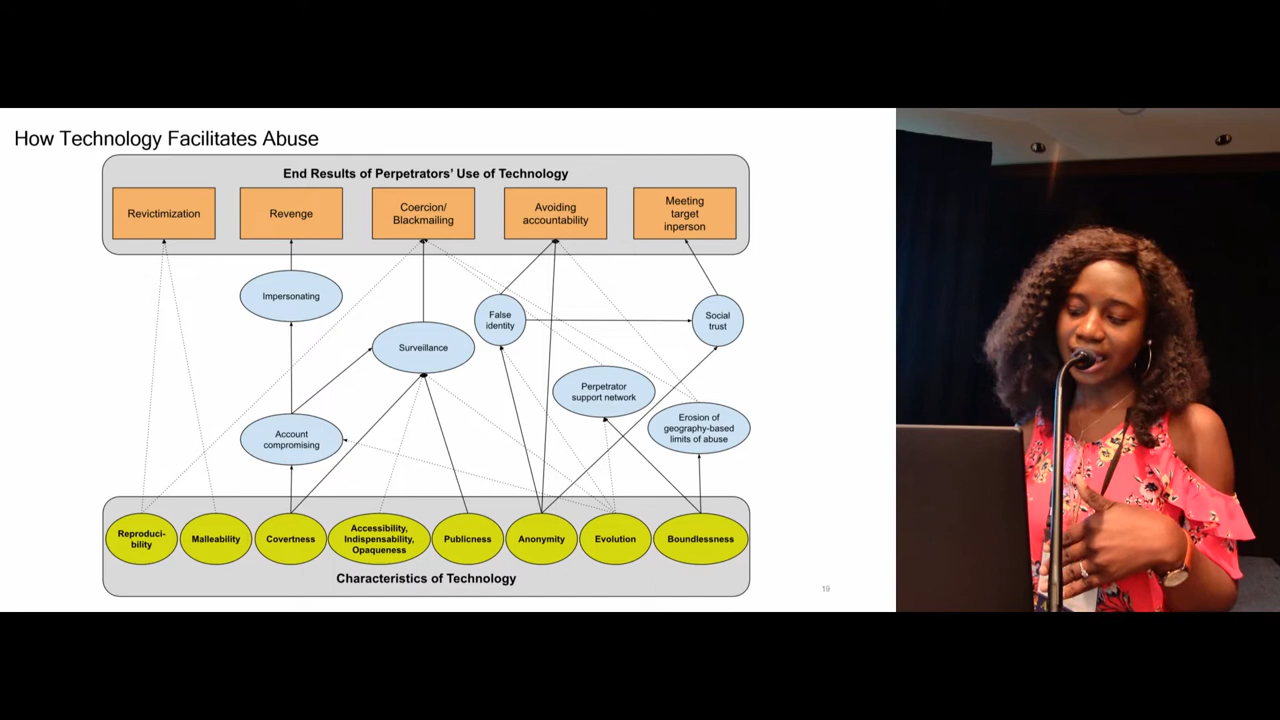 How Technology Facilitates Abuse
End Results of Perpetrators' Use of Technology
Revictimization
Revenge
Coercion/
Blackmailing
Avoiding
accountability
Meeting
target
inperson
Impersonating
False
identity
Social
trust
Surveillance
Perpetrator
support network
Erosion of
geography-based
limits of abuse
Account
compromising
Reproduci-
bility
Malleability
Covertness
Accessibility,
Indispensability,
Opaqueness
Publicness
Anonymity
Evolution
Boundlessness
Characteristics of Technology
19